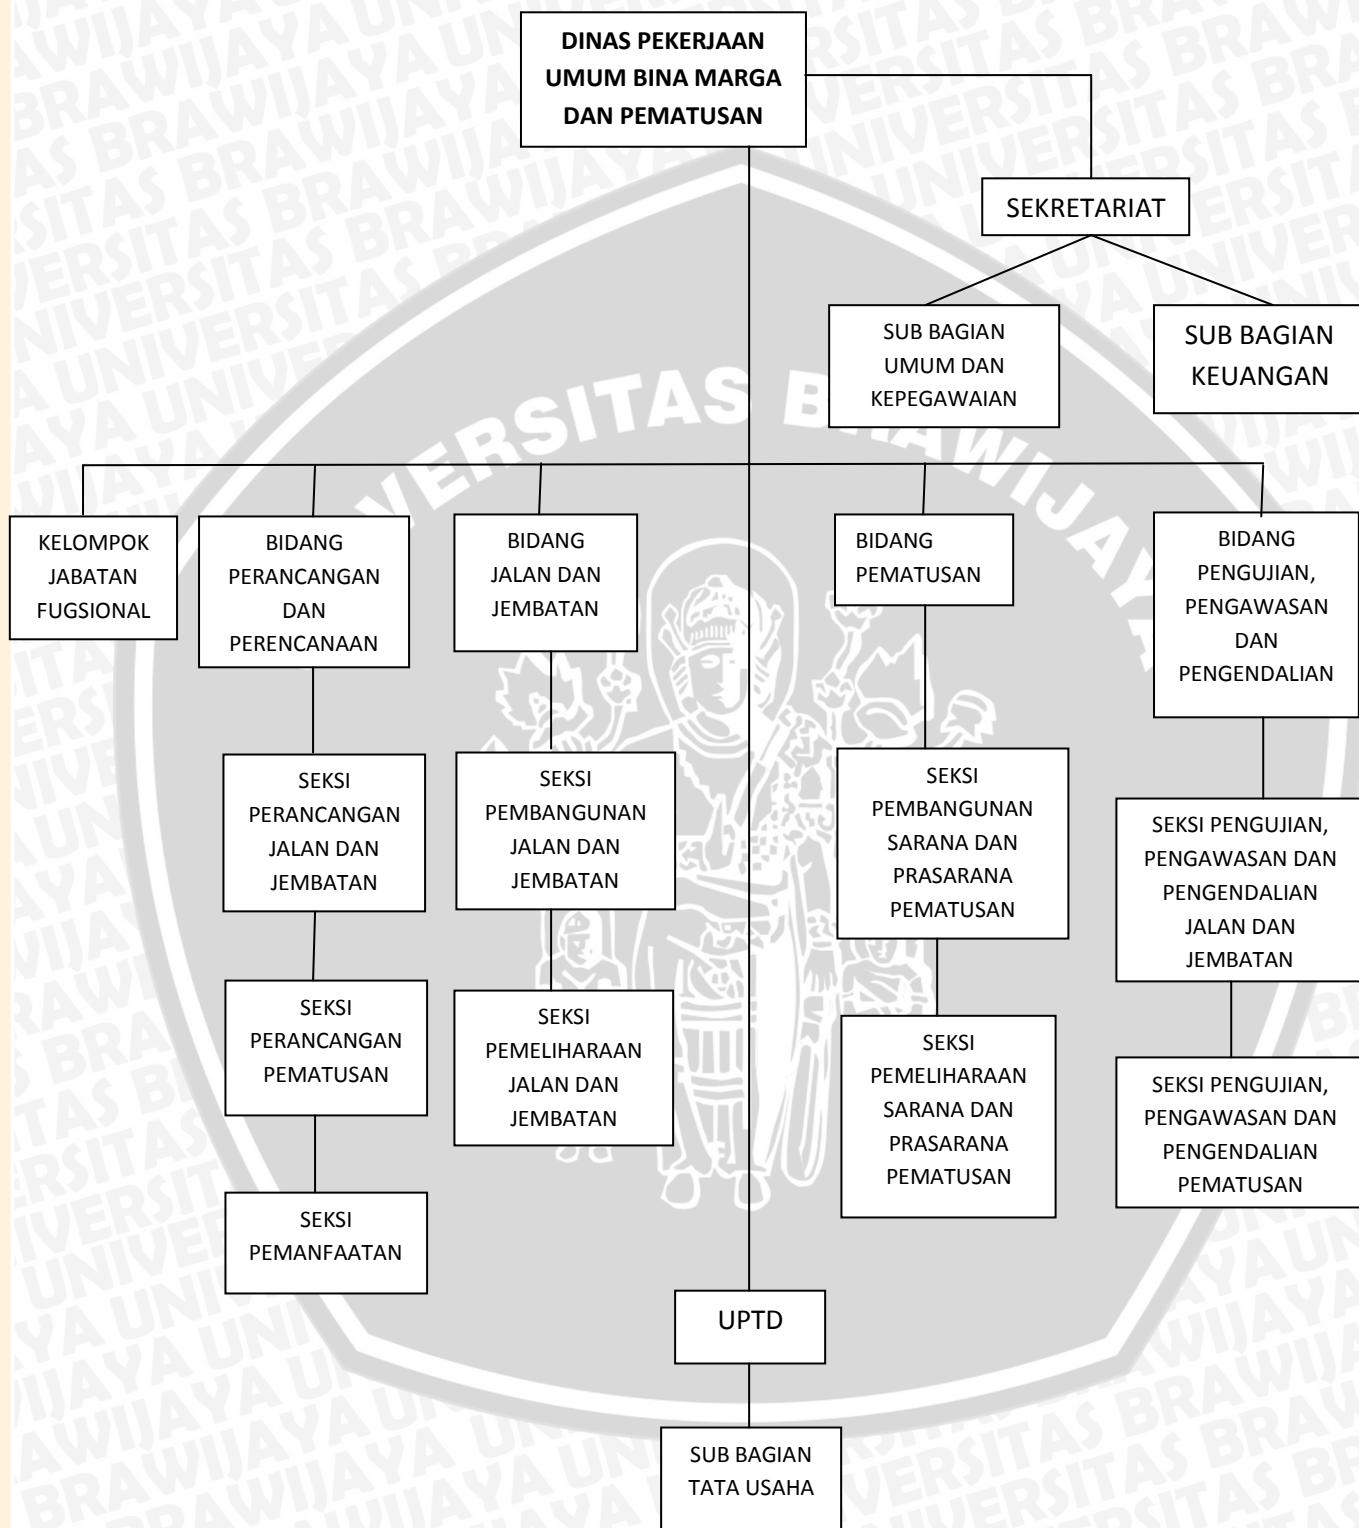 DINAS PEKERJAAN
UMUM BINA MARGA
DAN PEMATUSAN
SEKRETARIAT
SUB BAGIAN
UMUM DAN
KEPEGAWAIAN
SUB BAGIAN
KEUANGAN
KELOMPOK
JABATAN
FUGSIONAL
BIDANG
PERANCANGAN
DAN
PERENCANAAN
BIDANG
JALAN DAN
JEMBATAN
BIDANG
PEMATUSAN
BIDANG
PENGUJIAN,
PENGAWASAN
DAN
PENGENDALIAN
SEKSI
PERANCANGAN
JALAN DAN
JEMBATAN
SEKSI
PEMBANGUNAN
JALAN DAN
JEMBATAN
SEKSI
PEMBANGUNAN
SARANA DAN
PRASARANA
PEMATUSAN
SEKSI PENGUJIAN,
PENGAWASAN DAN
PENGENDALIAN
JALAN DAN
JEMBATAN
SEKSI
PERANCANGAN
PEMATUSAN
SEKSI
PEMELIHARAAN
JALAN DAN
JEMBATAN
SEKSI
PEMELIHARAAN
SARANA DAN
PRASARANA
PEMATUSAN
SEKSI PENGUJIAN,
PENGAWASAN DAN
PENGENDALIAN
PEMATUSAN
SEKSI
PEMANFAATAN
UPTD
SUB BAGIAN
TATA USAHA